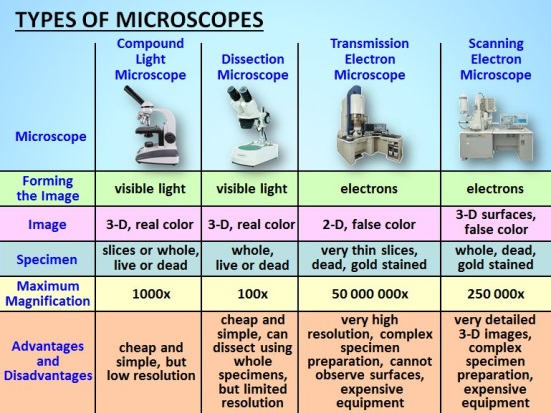 TYPES OF MICROSCOPES
Compound
Light
Microscope
Dissection
Microscope
Transmission
Electron
Microscope
Scanning
Electron
Microscope
Microscope
Forming
the Image
visible light
visible light
electrons
electrons
Image
3-D, real color
3-D, real color
2-D, false color
3-D surfaces,
false color
Specimen
slices or whole,
live or dead
whole,
live or dead
very thin slices,
dead, gold stained
whole, dead,
gold stained
Maximum
Magnification
1000x
100x
50 000 000x
250 000x
Advantages
and
Disadvantages
cheap and
simple, but
low resolution
cheap and
simple, can
dissect using
whole
specimens,
but limited
resolution
very high
resolution, complex
specimen
preparation, cannot
observe surfaces,
expensive
equipment
very detailed
3-D images,
complex
specimen
preparation,
expensive
equipment